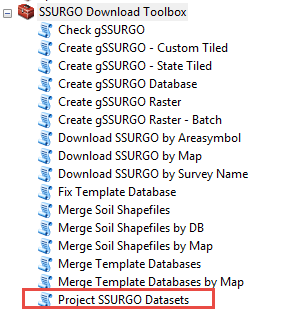 SSURGO Download Toolbox
Check gSSURGO
Create gSSURGO - Custom Tiled
Create gSSURGO - State Tiled
Create gSSURGO Database
Create gSSURGO Raster
Create gSSURGO Raster - Batch
Download SSURGO by Areasymbol
Download SSURGO by Map
Download SSURGO by Survey Name
Fix Template Database
Merge Soil Shapefiles
Merge Soil Shapefiles by DB
Merge Soil Shapefiles by Map
Merge Template Databases
Merge Template Databases by Map
Project SSURGO Datasets